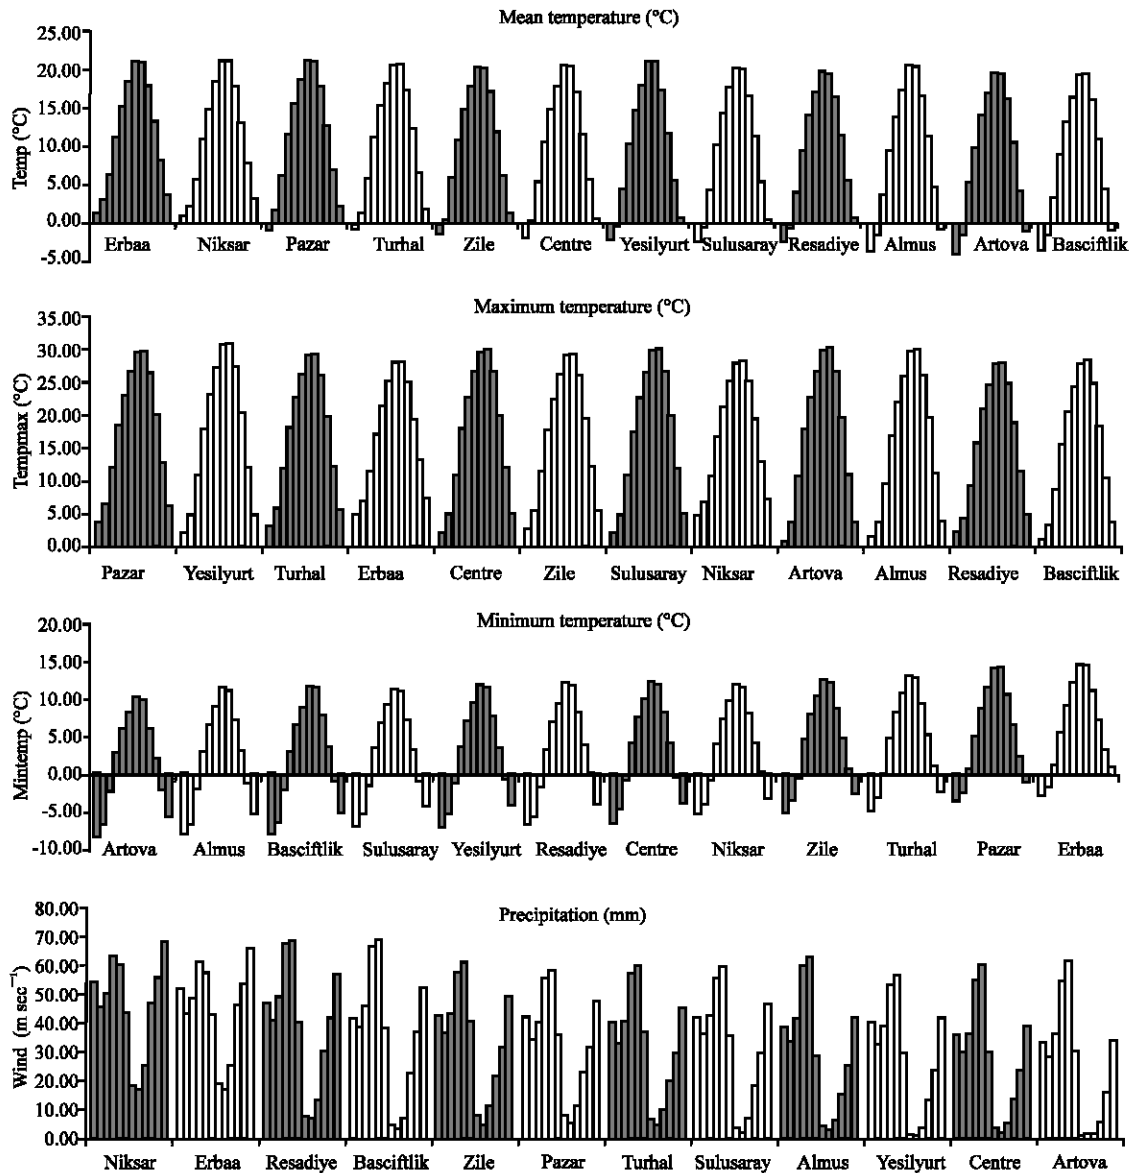 Mean temperature (°C)
25.00
20.00
15.00
10.00
5.00
0.00
-5.00
Temp (°C)
Erbaa Niksar Pazar Turhal Zile Centre Yesilyurt Sulusaray Resadiye Almus Artova Basciftlik
Maximum temperature (°C)
35.00
30.00
25.00
20.00
15.00
10.00
5.00
0.00
Tempmax (°C)
Pazar Yesilyurt Turhal Erbaa Centre Zile Sulusaray Niksar Artova Almus Resadiye Basciftlik
Minimum temperature (°C)
20.00
15.00
10.00
5.00
0.00
-5.00
-10.00
Mintemp (°C)
Artova Almus Basciftlik Sulusaray Yesilyurt Resadiye Centre Niksar Zile Turhal Pazar Erbaa
Precipitation (mm)
80.00
70.00
60.00
50.00
40.00
30.00
20.00
10.00
0.00
Wind (m sec⁻¹)
Niksar Erbaa Resadiye Basciftlik Zile Pazar Turhal Sulusaray Almus Yesilyurt Centre Artova